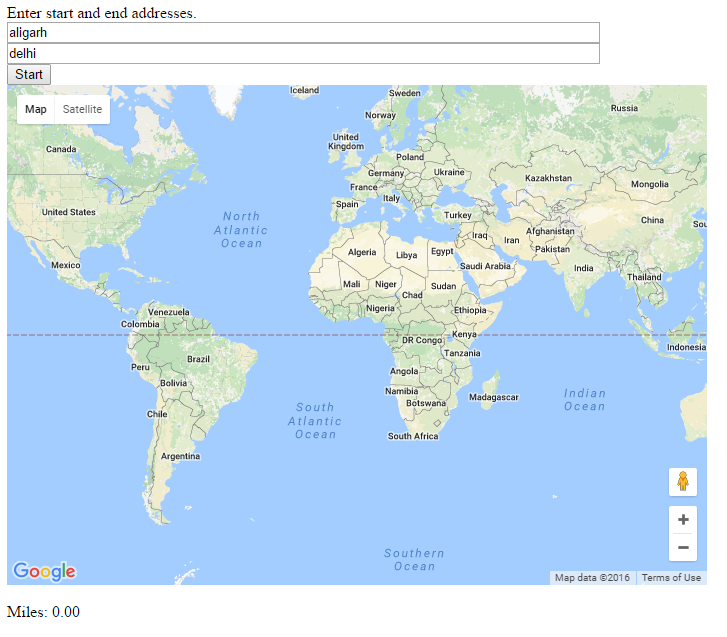 Enter start and end addresses.
aligarh
delhi
Start
Map Satellite
Iceland
Sweden
Norway
Russia
Canada
United
Kingdom
Poland
Germany
Ukraine
Kazakhstan
Mongolia
France
Italy
Spain
Turkey
United States
North
Atlantic
Ocean
China
Sou
Afghanistan
Iraq
Iran
Pakistan
Algeria
Libya
Egypt
Mexico
Saudi Arabia
India
Thailand
Mali
Niger
Chad
Sudan
Nigeria
Ethiopia
Venezuela
Colombia
DR Congo
Kenya
Indonesia
Tanzania
Brazil
Peru
Angola
Bolivia
Namibia
Botswana
Madagascar
Indian
Ocean
South
Atlantic
Ocean
Chile
South Africa
Argentina
+
−
Southern
Ocean
Google
Map data ©2016 Terms of Use
Miles: 0.00